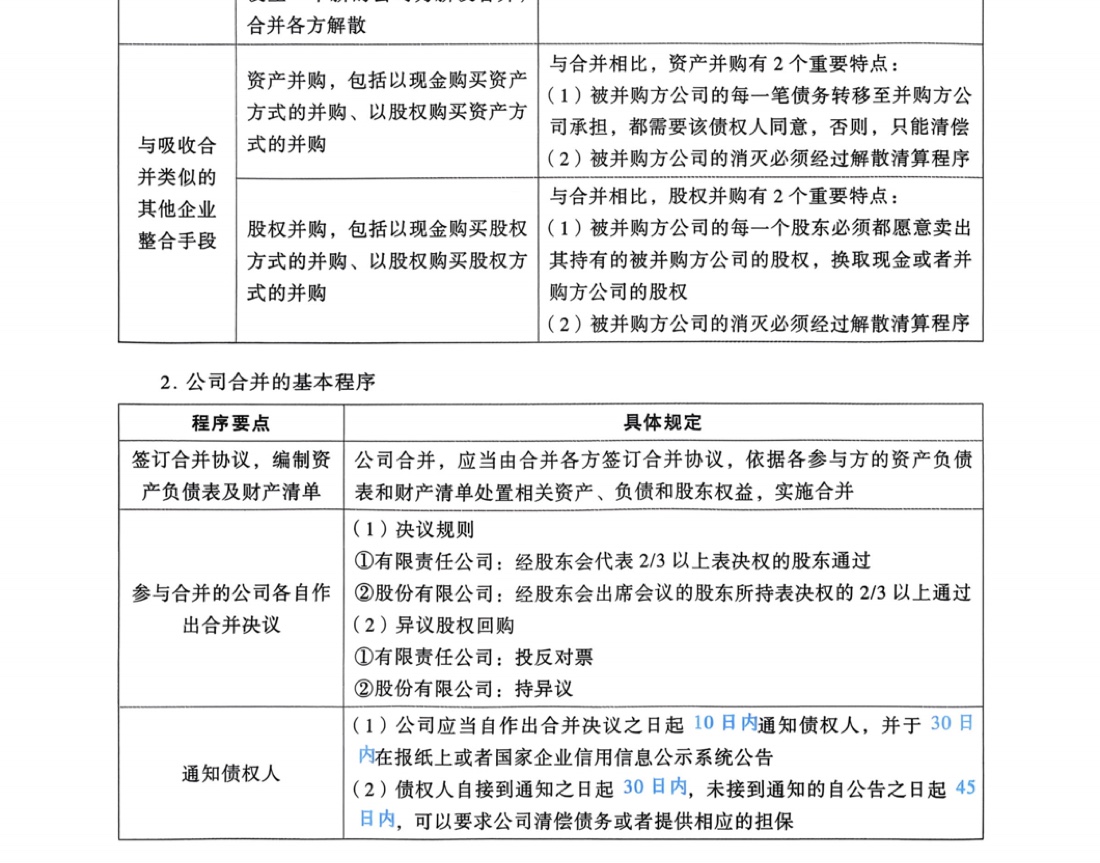 合并各方解散
与吸收合
并类似的
其他企业
整合手段
资产并购，包括以现金购买资产
方式的并购、以股权购买资产方
式的并购
与合并相比，资产并购有 2 个重要特点：
（1）被并购方公司的每一笔债务转移至并购方公
司承担，都需要该债权人同意，否则，只能清偿
（2）被并购方公司的消灭必须经过解散清算程序
股权并购，包括以现金购买股权
方式的并购、以股权购买股权方
式的并购
与合并相比，股权并购有 2 个重要特点：
（1）被并购方公司的每一个股东必须都愿意卖出
其持有的被并购方公司的股权，换取现金或者并
购方公司的股权
（2）被并购方公司的消灭必须经过解散清算程序
2. 公司合并的基本程序
程序要点
具体规定
签订合并协议，编制资
产负债表及财产清单
公司合并，应当由合并各方签订合并协议，依据各参与方的资产负债
表和财产清单处置相关资产、负债和股东权益，实施合并
参与合并的公司各自作
出合并决议
（1）决议规则
①有限责任公司：经股东会代表 2/3 以上表决权的股东通过
②股份有限公司：经股东会出席会议的股东所持表决权的 2/3 以上通过
（2）异议股权回购
①有限责任公司：投反对票
②股份有限公司：持异议
通知债权人
（1）公司应当自作出合并决议之日起 10 日内通知债权人，并于 30 日
内在报纸上或者国家企业信用信息公示系统公告
（2）债权人自接到通知之日起 30 日内，未接到通知的自公告之日起 45
日内，可以要求公司清偿债务或者提供相应的担保